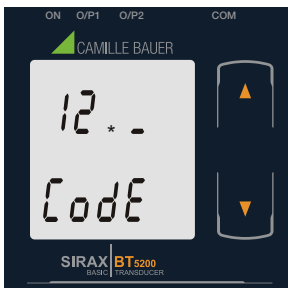 ON O/P1 O/P2 COM
CAMILLE BAUER
12*_
CodE
SIRAX BT5200
BASIC TRANSDUCER